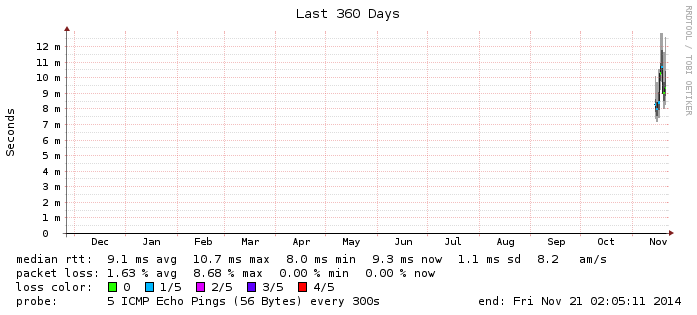 Last 360 Days
RRDTOOL / TOBI OETIKER
Seconds
12 m
11 m
10 m
9 m
8 m
7 m
6 m
5 m
4 m
3 m
2 m
1 m
0
Dec Jan Feb Mar Apr May Jun Jul Aug Sep Oct Nov
median rtt: 9.1 ms avg 10.7 ms max 8.0 ms min 9.3 ms now 1.1 ms sd 8.2 am/s
packet loss: 1.63 % avg 8.68 % max 0.00 % min 0.00 % now
loss color: 0 1/5 2/5 3/5 4/5
probe: 5 ICMP Echo Pings (56 Bytes) every 300s end: Fri Nov 21 02:05:11 2014